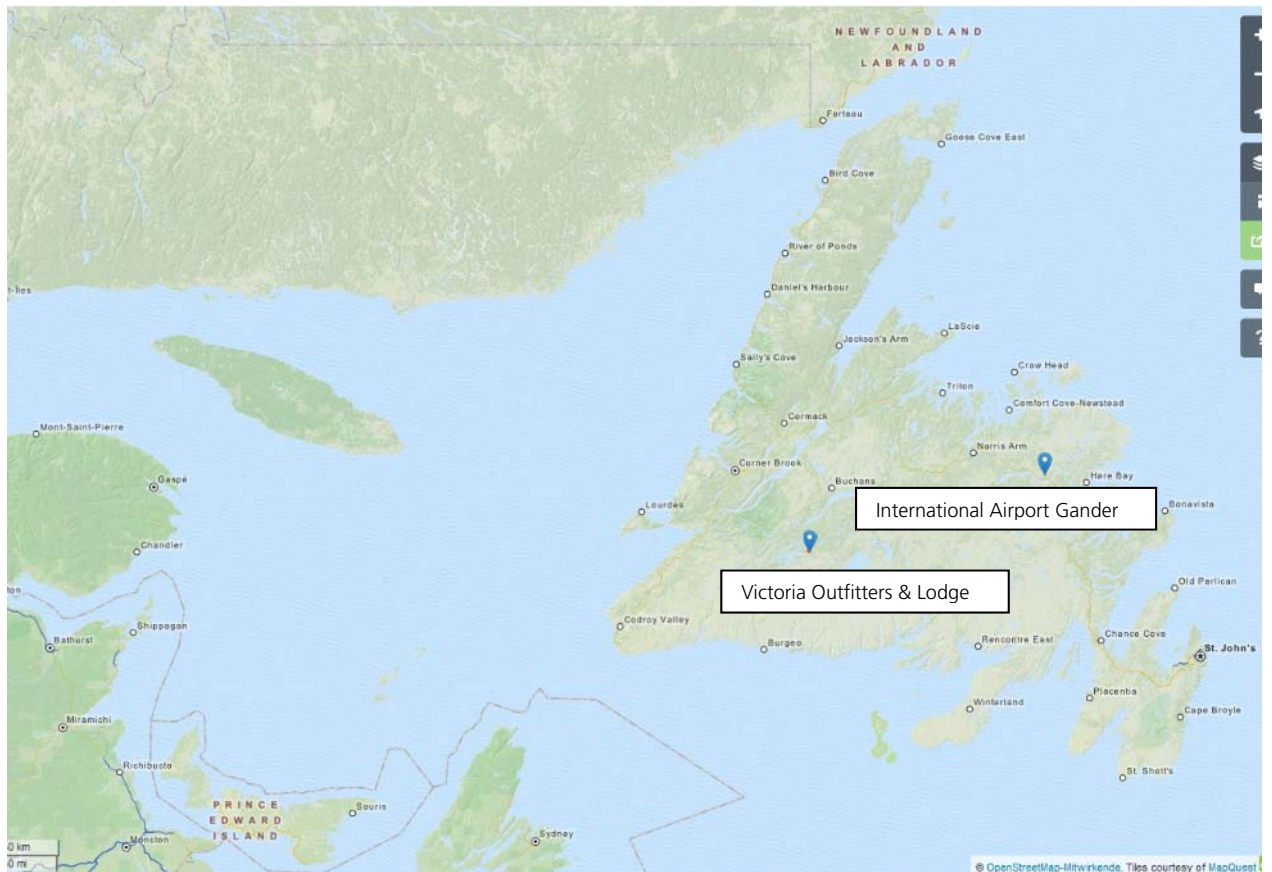 NEWFOUNDLAND
AND
LABRADOR
Forteau
Goose Cove East
Bird Cove
River of Ponds
Daniel's Harbour
LaScie
Jackson's Arm
Sally's Cove
Crow Head
Triton
Comfort Cove-Newstead
Cormack
Mont-Saint-Pierre
Norris Arm
Corner Brook
Gaspé
Buchans
Hare Bay
International Airport Gander
Bonavista
Lourdes
Chandler
Victoria Outfitters & Lodge
Old Perlican
Shippagan
Codroy Valley
Bathurst
Burgeo
Rencontre East
Chance Cove
St. John's
Placentia
Winterland
Cape Broyle
Miramichi
Richibucto
St. Shott's
PRINCE
EDWARD
ISLAND
Souris
Sydney
Moncton
0 km
0 mi
© OpenStreetMap-Mitwirkende, Tiles courtesy of MapQuest